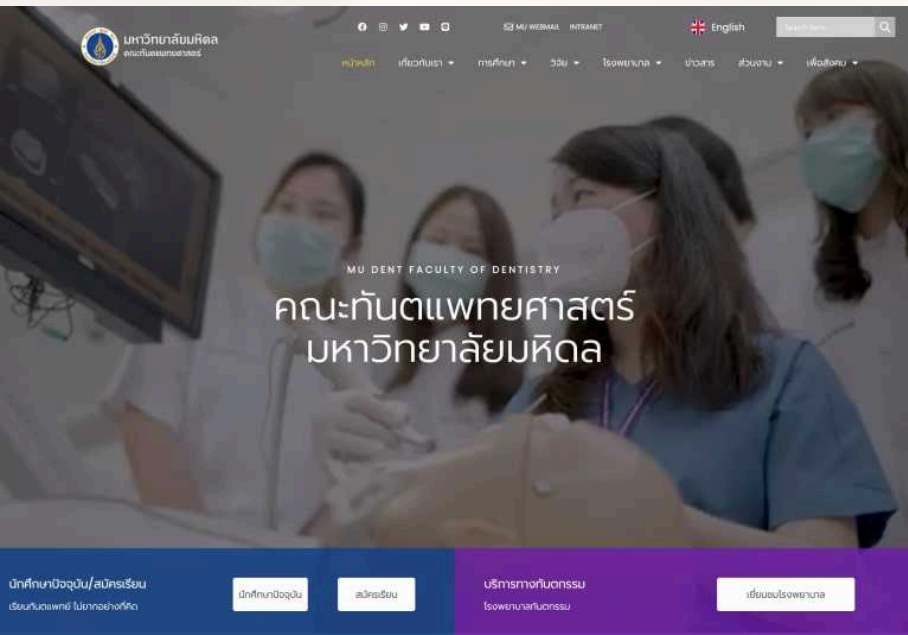 มหาวิทยาลัยมหิดล
คณะทันตแพทยศาสตร์
MU WEBMAIL INTRANET
English
Search here...
หน้าหลัก เกี่ยวกับเรา การศึกษา วิจัย โรงพยาบาล ข่าวสาร ส่วนงาน เพื่อสังคม
MU DENT FACULTY OF DENTISTRY
คณะทันตแพทยศาสตร์
มหาวิทยาลัยมหิดล
นักศึกษาปัจจุบัน/สมัครเรียน
เรียนทันตแพทย์ ไม่ยากอย่างที่คิด
นักศึกษาปัจจุบัน
สมัครเรียน
บริการทางทันตกรรม
โรงพยาบาลทันตกรรม
เยี่ยมชมโรงพยาบาล